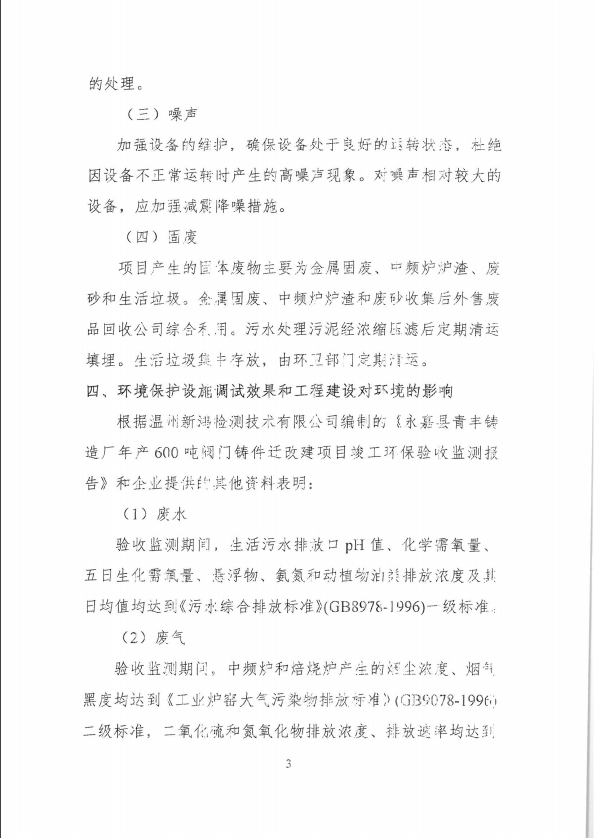 的处理。
（三）噪声
加强设备的维护，确保设备处于良好的运转状态，杜绝
因设备不正常运转时产生的高噪声现象。对噪声相对较大的
设备，应加强减震降噪措施。
（四）固废
项目产生的固体废物主要为金属固废、中频炉炉渣、废
砂和生活垃圾。金属固废、中频炉炉渣和废砂收集后外售废
品回收公司综合利用。污水处理污泥经浓缩压滤后定期清运
填埋。生活垃圾集中存放，由环卫部门定期清运。
四、环境保护设施调试效果和工程建设对环境的影响
根据温州新鸿检测技术有限公司编制的《永嘉县青丰铸
造厂年产 600 吨阀门铸件迁改建项目竣工环保验收监测报
告》和企业提供的其他资料表明：
（1）废水
验收监测期间，生活污水排放口 pH 值、化学需氧量、
五日生化需氧量、悬浮物、氨氮和动植物油类排放浓度及其
日均值均达到《污水综合排放标准》(GB8978-1996)一级标准。
（2）废气
验收监测期间，中频炉和焙烧炉产生的烟尘浓度、烟气
黑度均达到《工业炉窑大气污染物排放标准》(GB9078-1996)
二级标准，二氧化硫和氮氧化物排放浓度、排放速率均达到
3